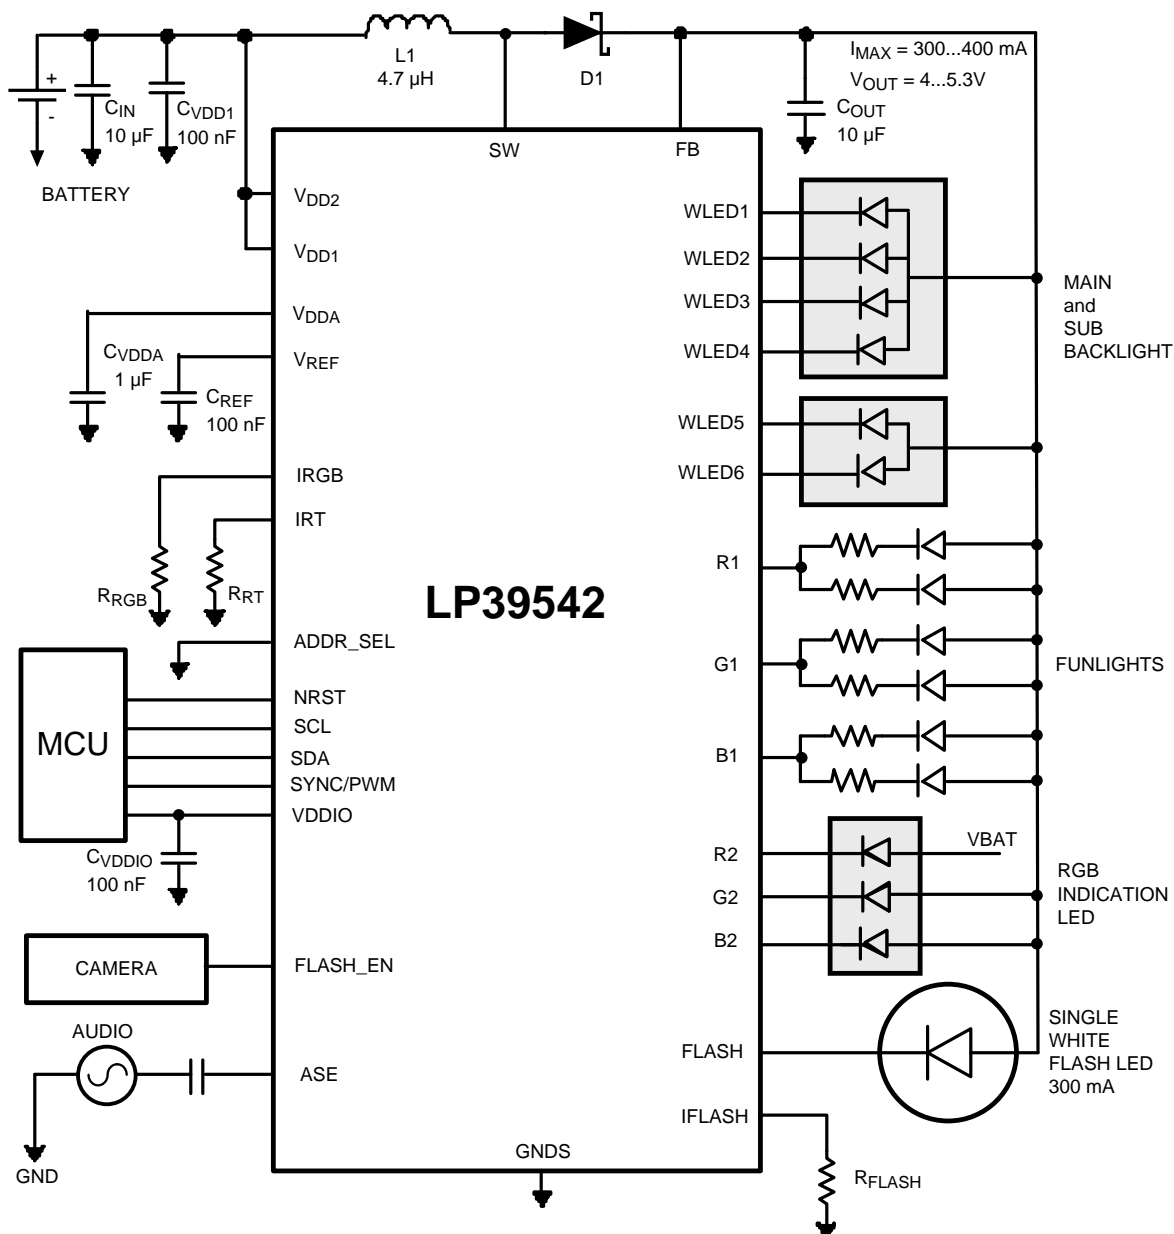 L1
4.7 µH
D1
I_MAX = 300...400 mA
V_OUT = 4...5.3V
+
-
C_IN
10 µF
C_VDD1
100 nF
C_OUT
10 µF
BATTERY
SW
FB
V_DD2
V_DD1
V_DDA
V_REF
C_VDDA
1 µF
C_REF
100 nF
IRGB
IRT
R_RGB
R_RT
ADDR_SEL
MCU
NRST
SCL
SDA
SYNC/PWM
VDDIO
C_VDDIO
100 nF
CAMERA
FLASH_EN
AUDIO
ASE
GND
LP39542
GNDS
WLED1
WLED2
WLED3
WLED4
MAIN
and
SUB
BACKLIGHT
WLED5
WLED6
R1
G1
B1
FUNLIGHTS
R2
G2
B2
VBAT
RGB
INDICATION
LED
FLASH
SINGLE
WHITE
FLASH LED
300 mA
IFLASH
R_FLASH